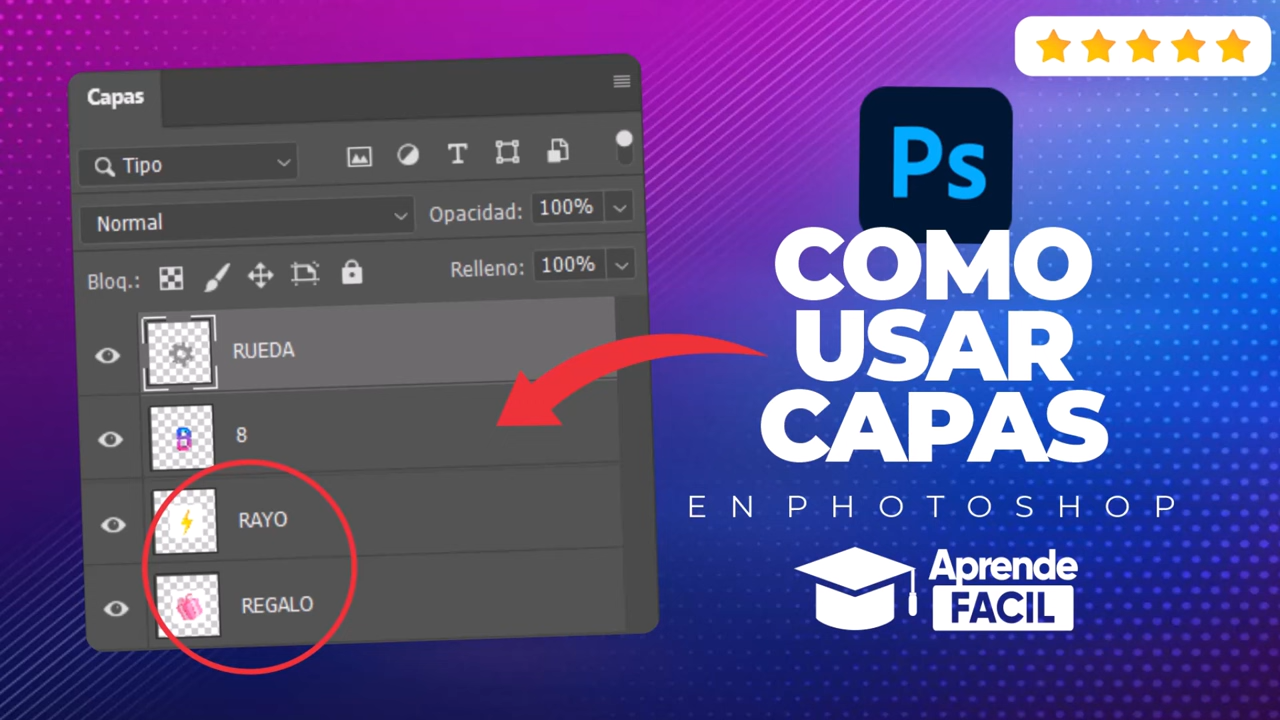 Capas
Tipo
Normal
Opacidad: 100%
Bloq.:
Relleno: 100%
RUEDA
8
RAYO
REGALO
Ps
COMO
USAR
CAPAS
EN PHOTOSHOP
Aprende
FACIL